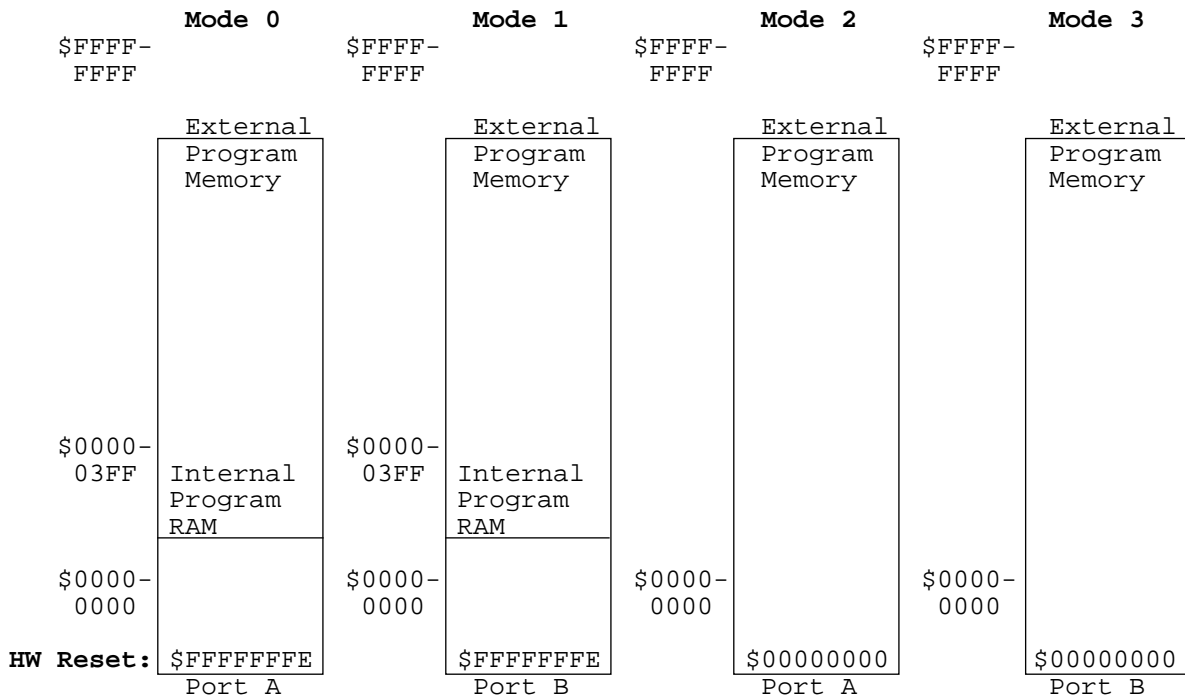 Mode 0 Mode 1 Mode 2 Mode 3
$FFFF- $FFFF- $FFFF- $FFFF-
FFFF FFFF FFFF FFFF
External External External External
Program Program Program Program
Memory Memory Memory Memory
$0000- $0000-
03FF Internal 03FF Internal
Program Program
RAM RAM
$0000- $0000- $0000- $0000-
0000 0000 0000 0000
HW Reset: $FFFFFFFE $FFFFFFFE $00000000 $00000000
Port A Port B Port A Port B